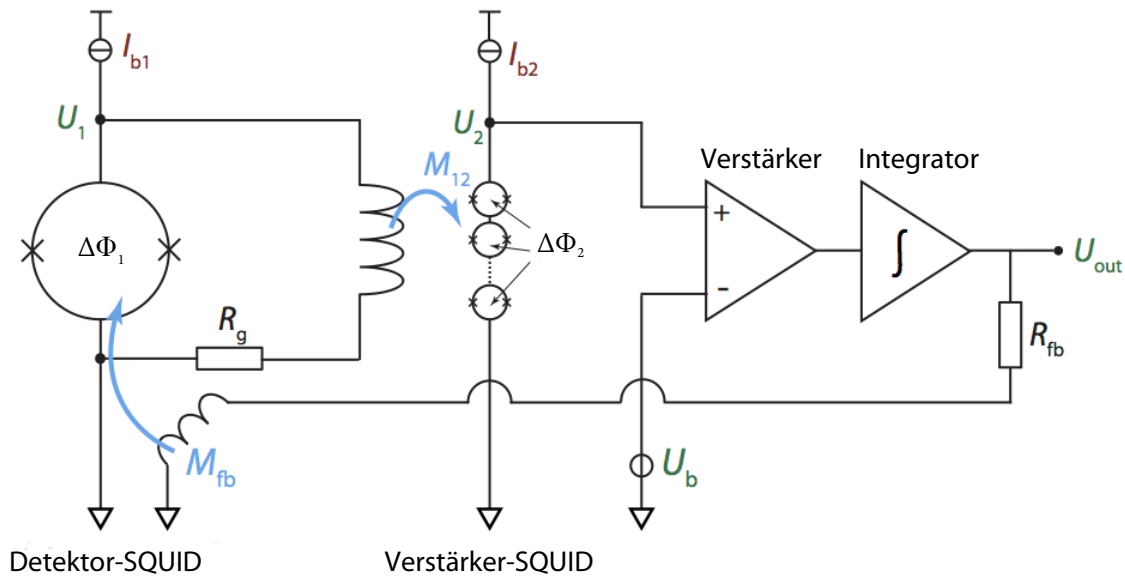 I_b1
I_b2
U_1
U_2
M_12
Verstärker
Integrator
ΔΦ_1
ΔΦ_2
+
-
∫
U_out
R_g
R_fb
M_fb
U_b
Detektor-SQUID
Verstärker-SQUID